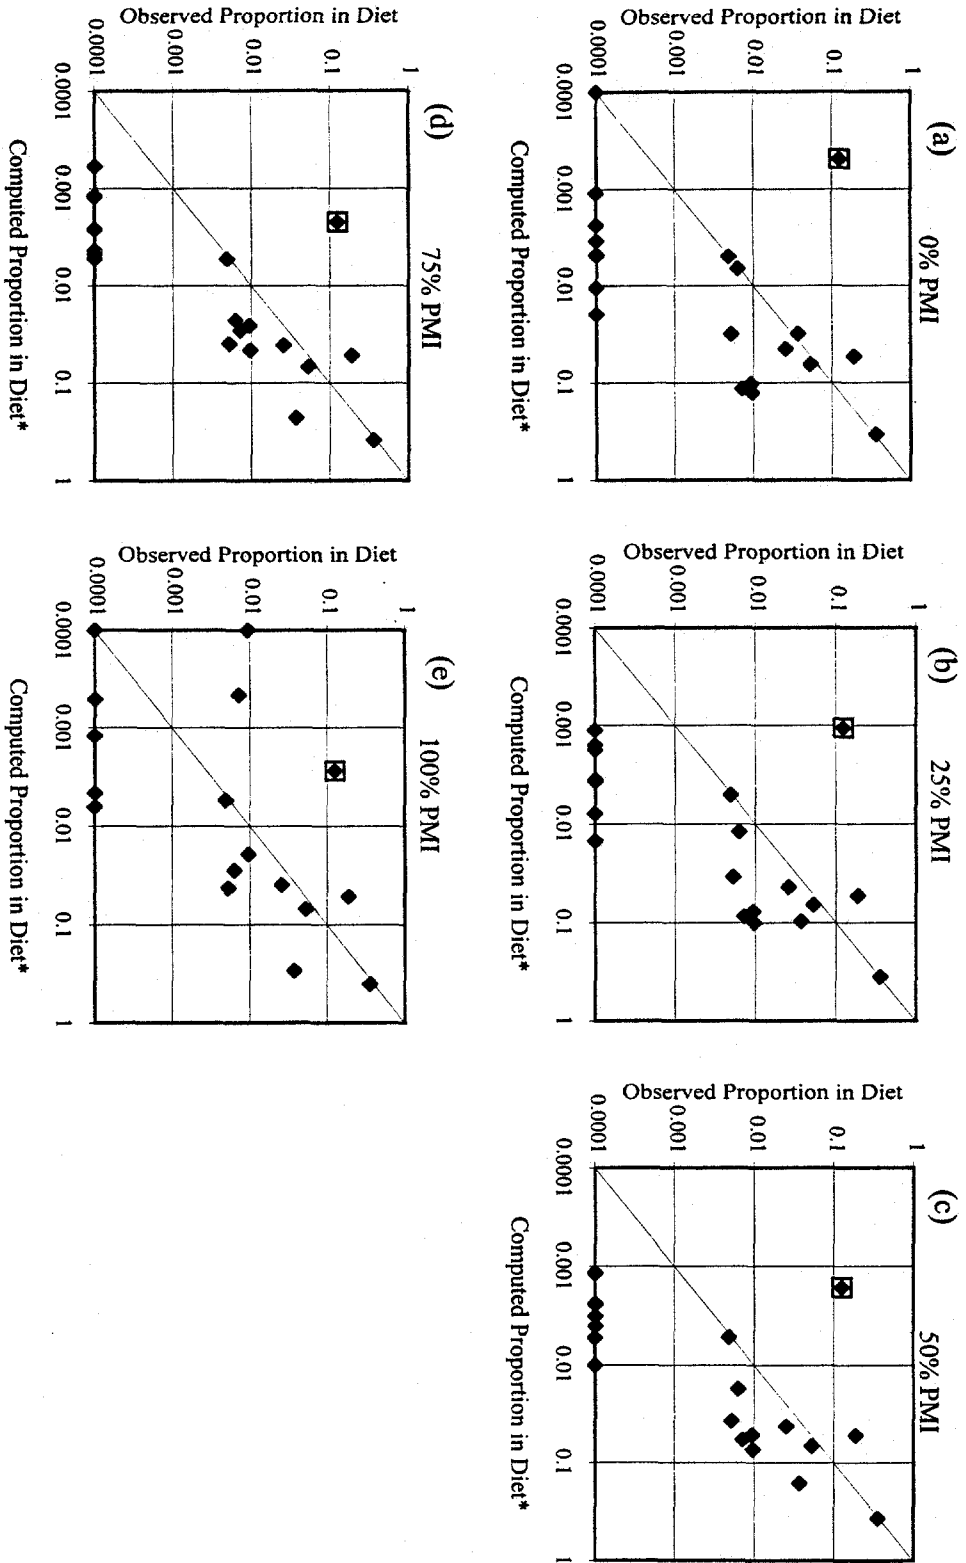 (a)
0% PMI
Observed Proportion in Diet
1
0.1
0.01
0.001
0.0001
0.0001 0.001 0.01 0.1 1
Computed Proportion in Diet*
(b)
25% PMI
Observed Proportion in Diet
1
0.1
0.01
0.001
0.0001
0.0001 0.001 0.01 0.1 1
Computed Proportion in Diet*
(c)
50% PMI
Observed Proportion in Diet
1
0.1
0.01
0.001
0.0001
0.0001 0.001 0.01 0.1 1
Computed Proportion in Diet*
(d)
75% PMI
Observed Proportion in Diet
1
0.1
0.01
0.001
0.0001
0.0001 0.001 0.01 0.1 1
Computed Proportion in Diet*
(e)
100% PMI
Observed Proportion in Diet
1
0.1
0.01
0.001
0.0001
0.0001 0.001 0.01 0.1 1
Computed Proportion in Diet*